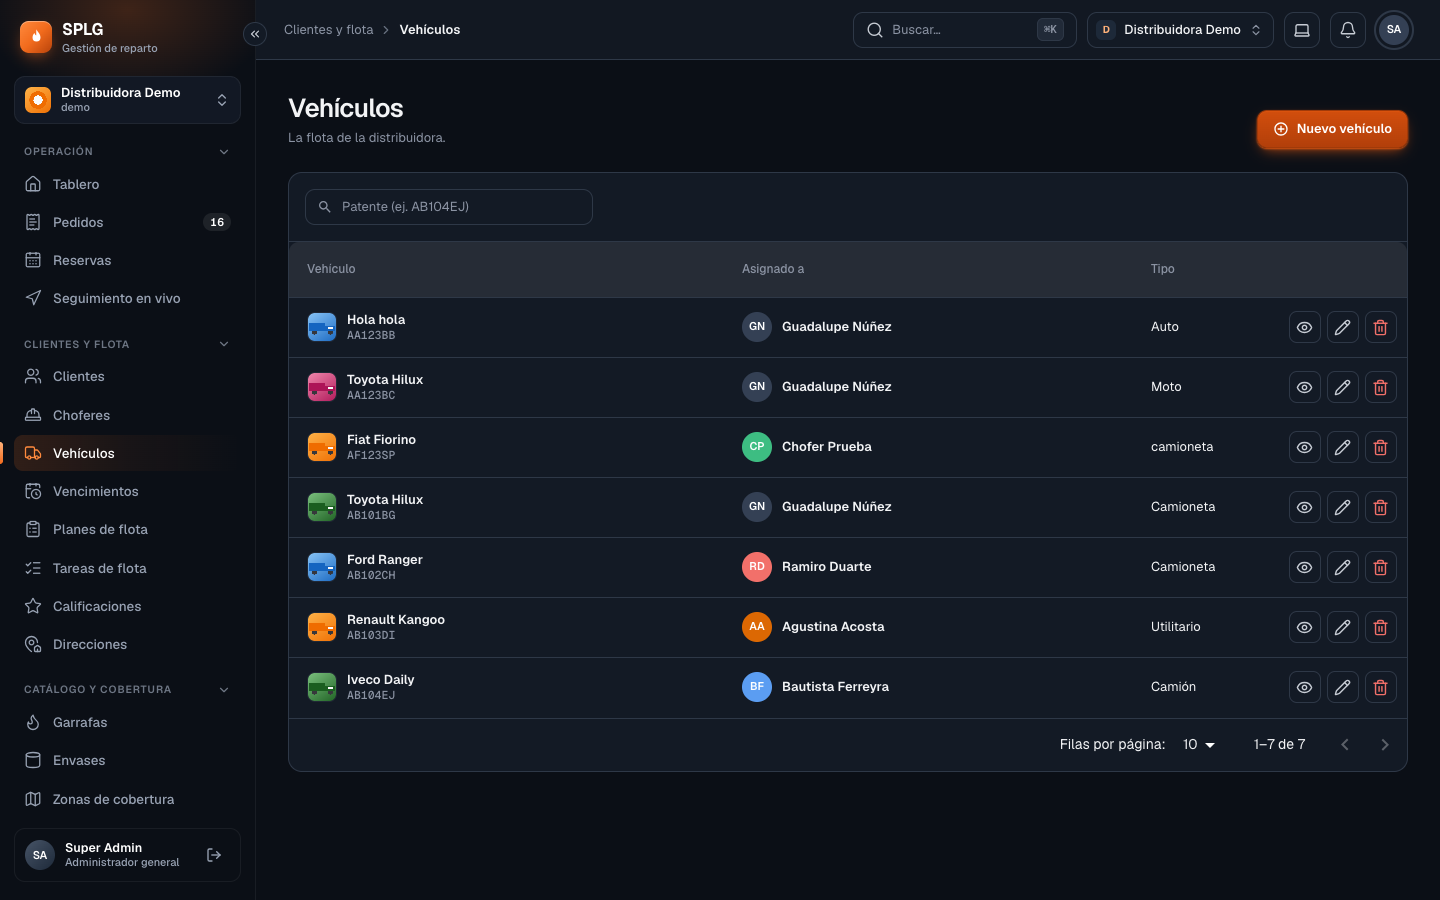 SPLG
Gestión de reparto
Distribuidora Demo
demo
OPERACIÓN
Tablero
Pedidos 16
Reservas
Seguimiento en vivo
CLIENTES Y FLOTA
Clientes
Choferes
Vehículos
Vencimientos
Planes de flota
Tareas de flota
Calificaciones
Direcciones
CATÁLOGO Y COBERTURA
Garrafas
Envases
Zonas de cobertura
SA Super Admin
Administrador general
Clientes y flota Vehículos
Buscar... ⌘K
D Distribuidora Demo
SA
Vehículos
La flota de la distribuidora.
Nuevo vehículo
Patente (ej. AB104EJ)
Vehículo Asignado a Tipo
Hola hola
AA123BB
GN Guadalupe Núñez Auto
Toyota Hilux
AA123BC
GN Guadalupe Núñez Moto
Fiat Fiorino
AF123SP
CP Chofer Prueba camioneta
Toyota Hilux
AB101BG
GN Guadalupe Núñez Camioneta
Ford Ranger
AB102CH
RD Ramiro Duarte Camioneta
Renault Kangoo
AB103DI
AA Agustina Acosta Utilitario
Iveco Daily
AB104EJ
BF Bautista Ferreyra Camión
Filas por página: 10 1–7 de 7